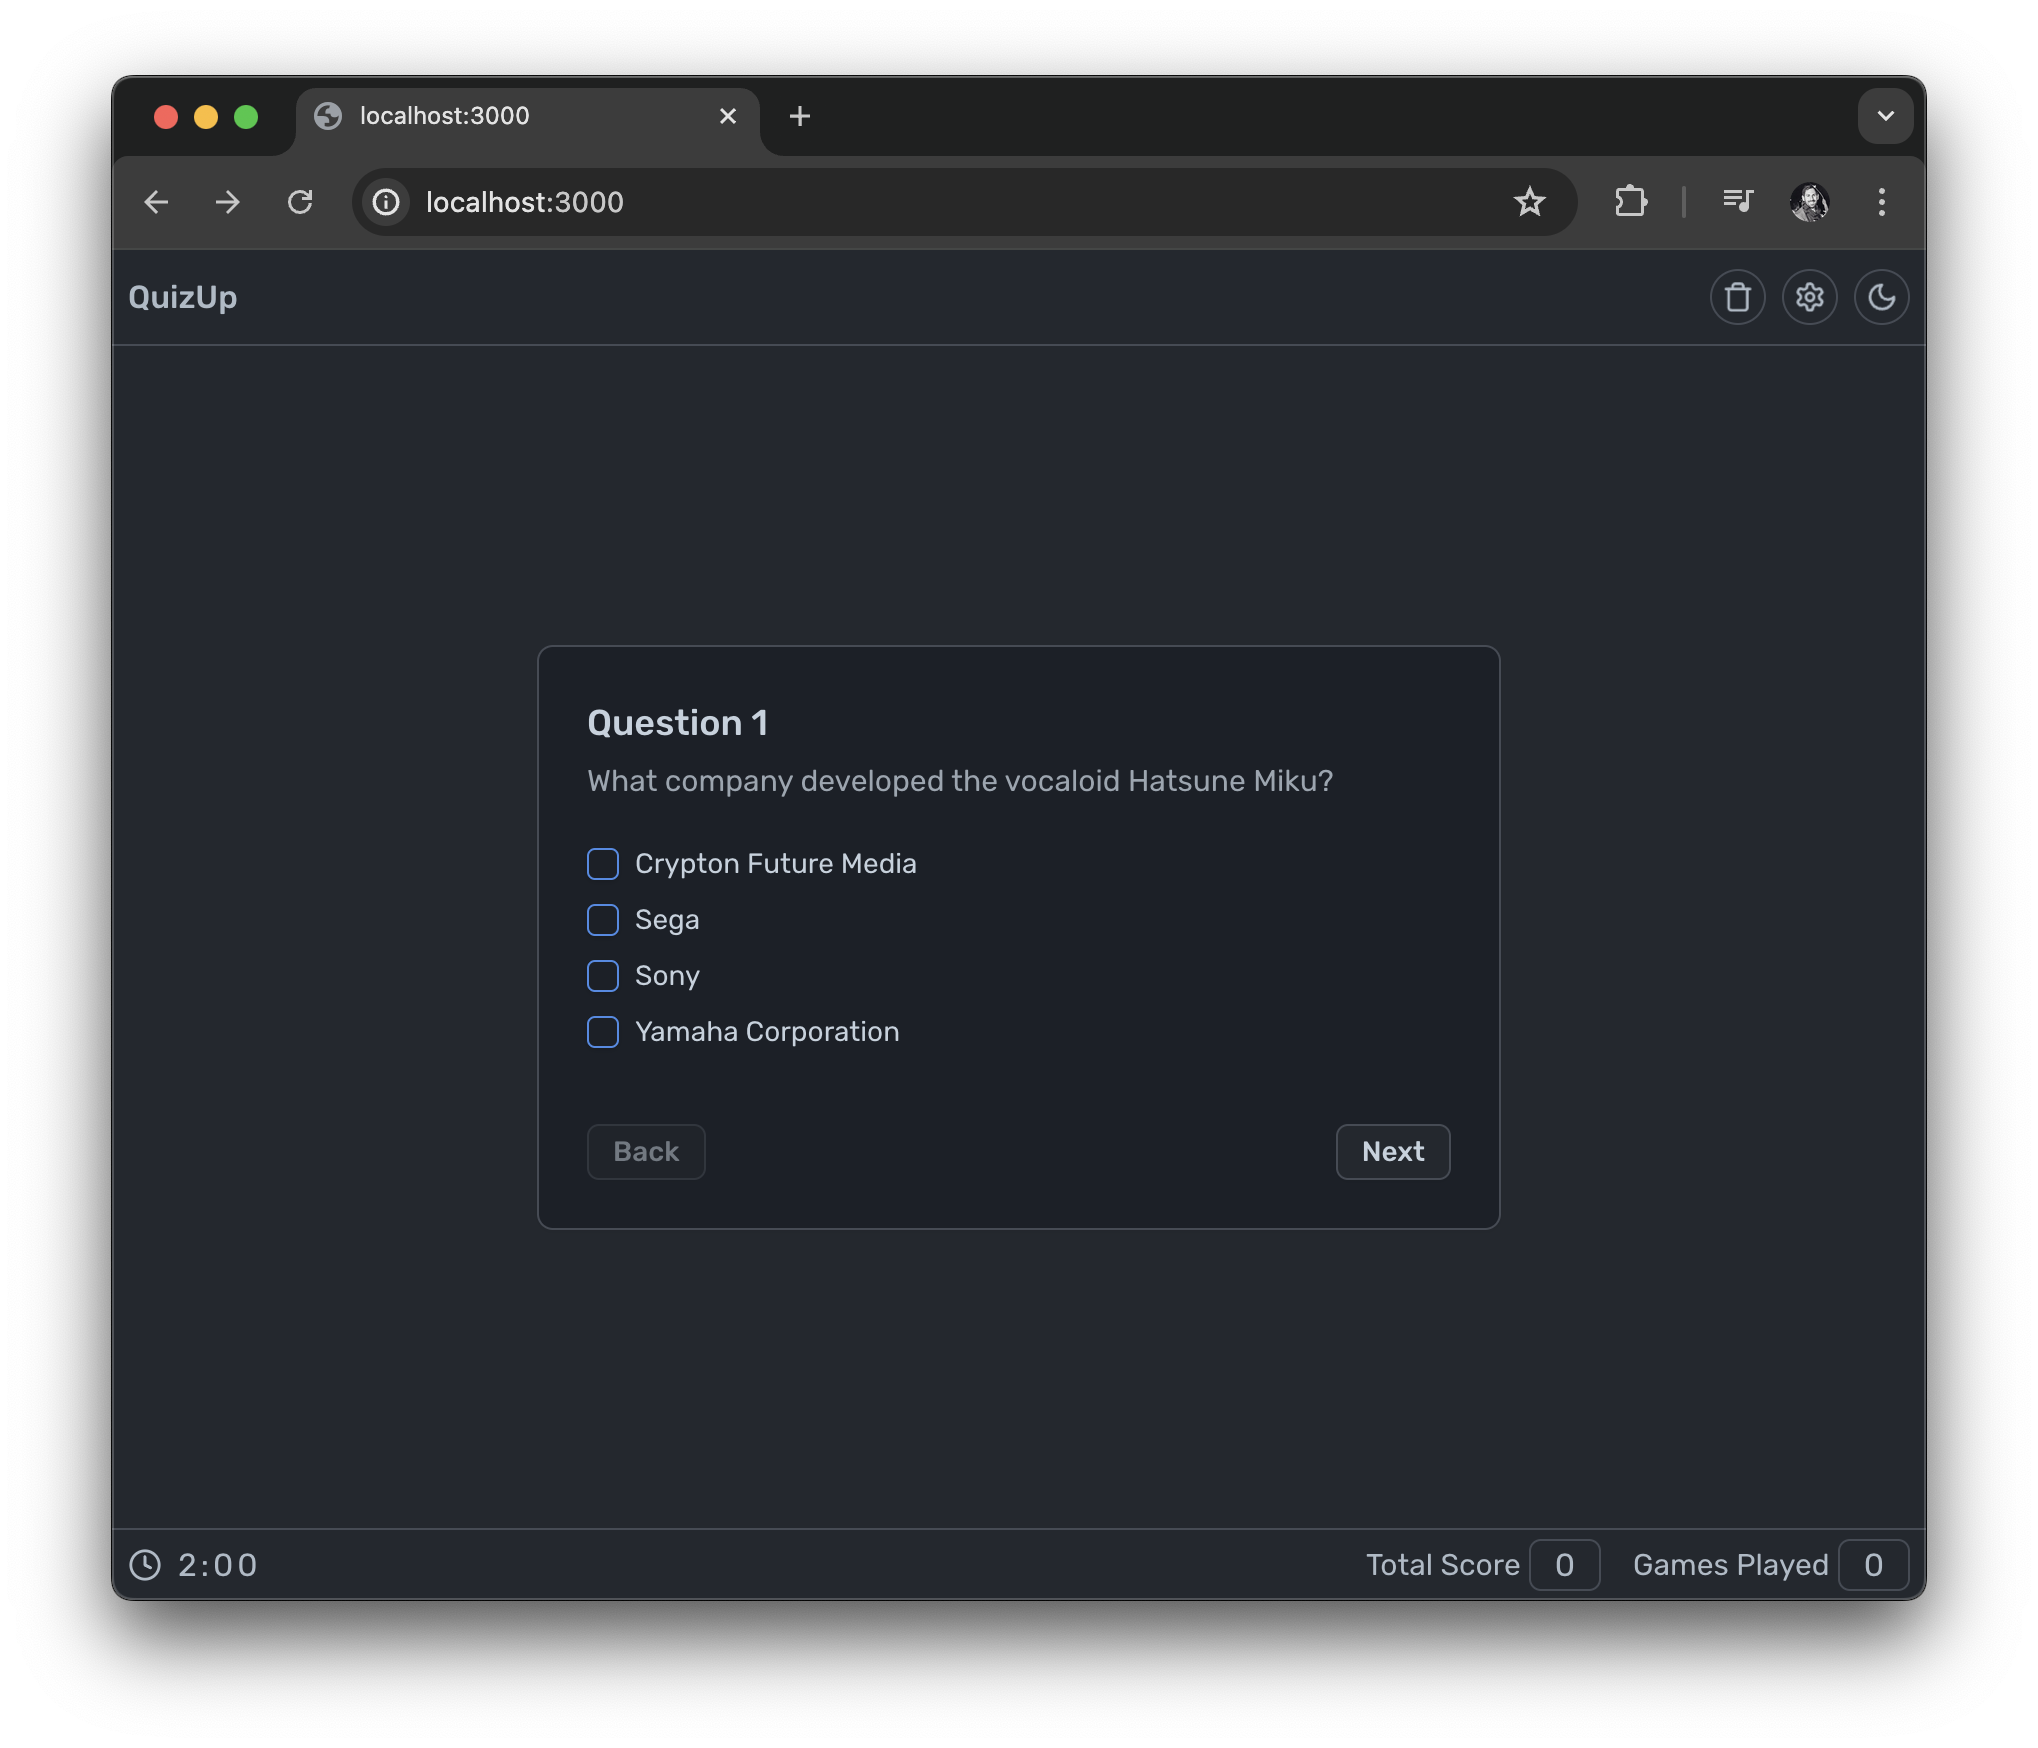 localhost:3000
localhost:3000
QuizUp
Question 1
What company developed the vocaloid Hatsune Miku?
Crypton Future Media
Sega
Sony
Yamaha Corporation
Back Next
2:00 Total Score 0 Games Played 0